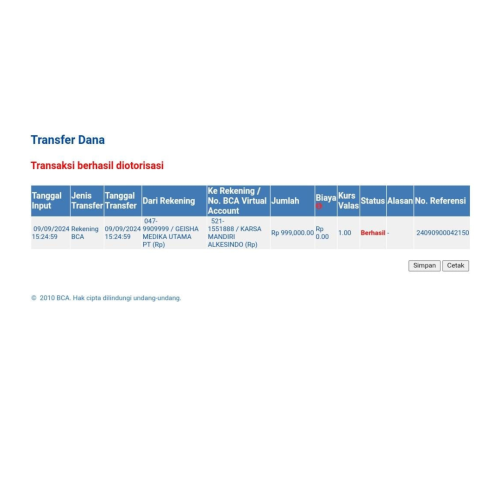 Transfer Dana
Transaksi berhasil diotorisasi
Tanggal Input Jenis Transfer Tanggal Transfer Dari Rekening Ke Rekening / No. BCA Virtual Account Jumlah Biaya Kurs Valas Status Alasan No. Referensi
09/09/2024 15:24:59 Rekening BCA 09/09/2024 15:24:59 047-9909999 / GEISHA MEDIKA UTAMA PT (Rp) 521-1551888 / KARSA MANDIRI ALKESINDO (Rp) Rp 999,000.00 Rp 0.00 1.00 Berhasil - 24090900042150
Simpan Cetak
© 2010 BCA. Hak cipta dilindungi undang-undang.